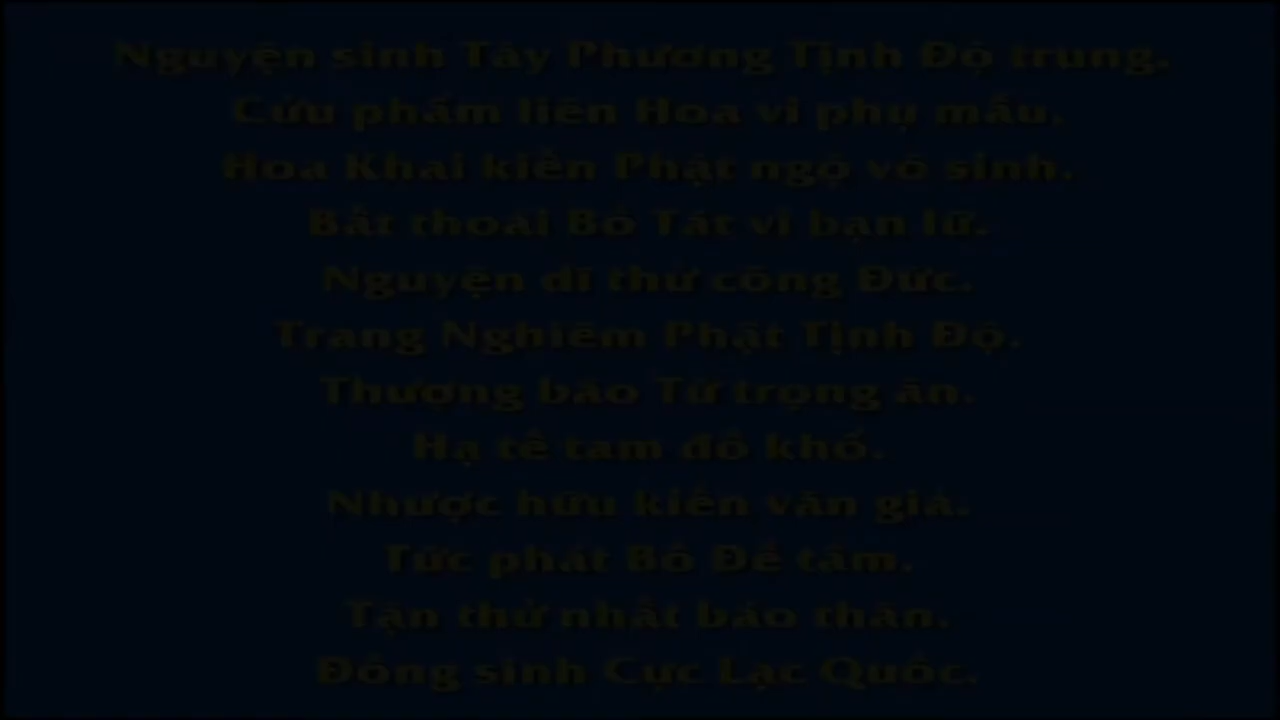 Nguyện sinh Tây Phương Tịnh Độ trung.
Cửu phẩm liên Hoa vi phụ mẫu.
Hoa Khai kiến Phật ngộ vô sinh.
Bất thoái Bồ Tát vi bạn lữ.
Nguyện dĩ thử công Đức.
Trang Nghiêm Phật Tịnh Độ.
Thượng báo Tứ trọng ân.
Hạ tế tam đồ khổ.
Nhược hữu kiến văn giả.
Tức phát Bồ Đề tâm.
Tận thử nhất báo thân.
Đồng sinh Cực Lạc Quốc.